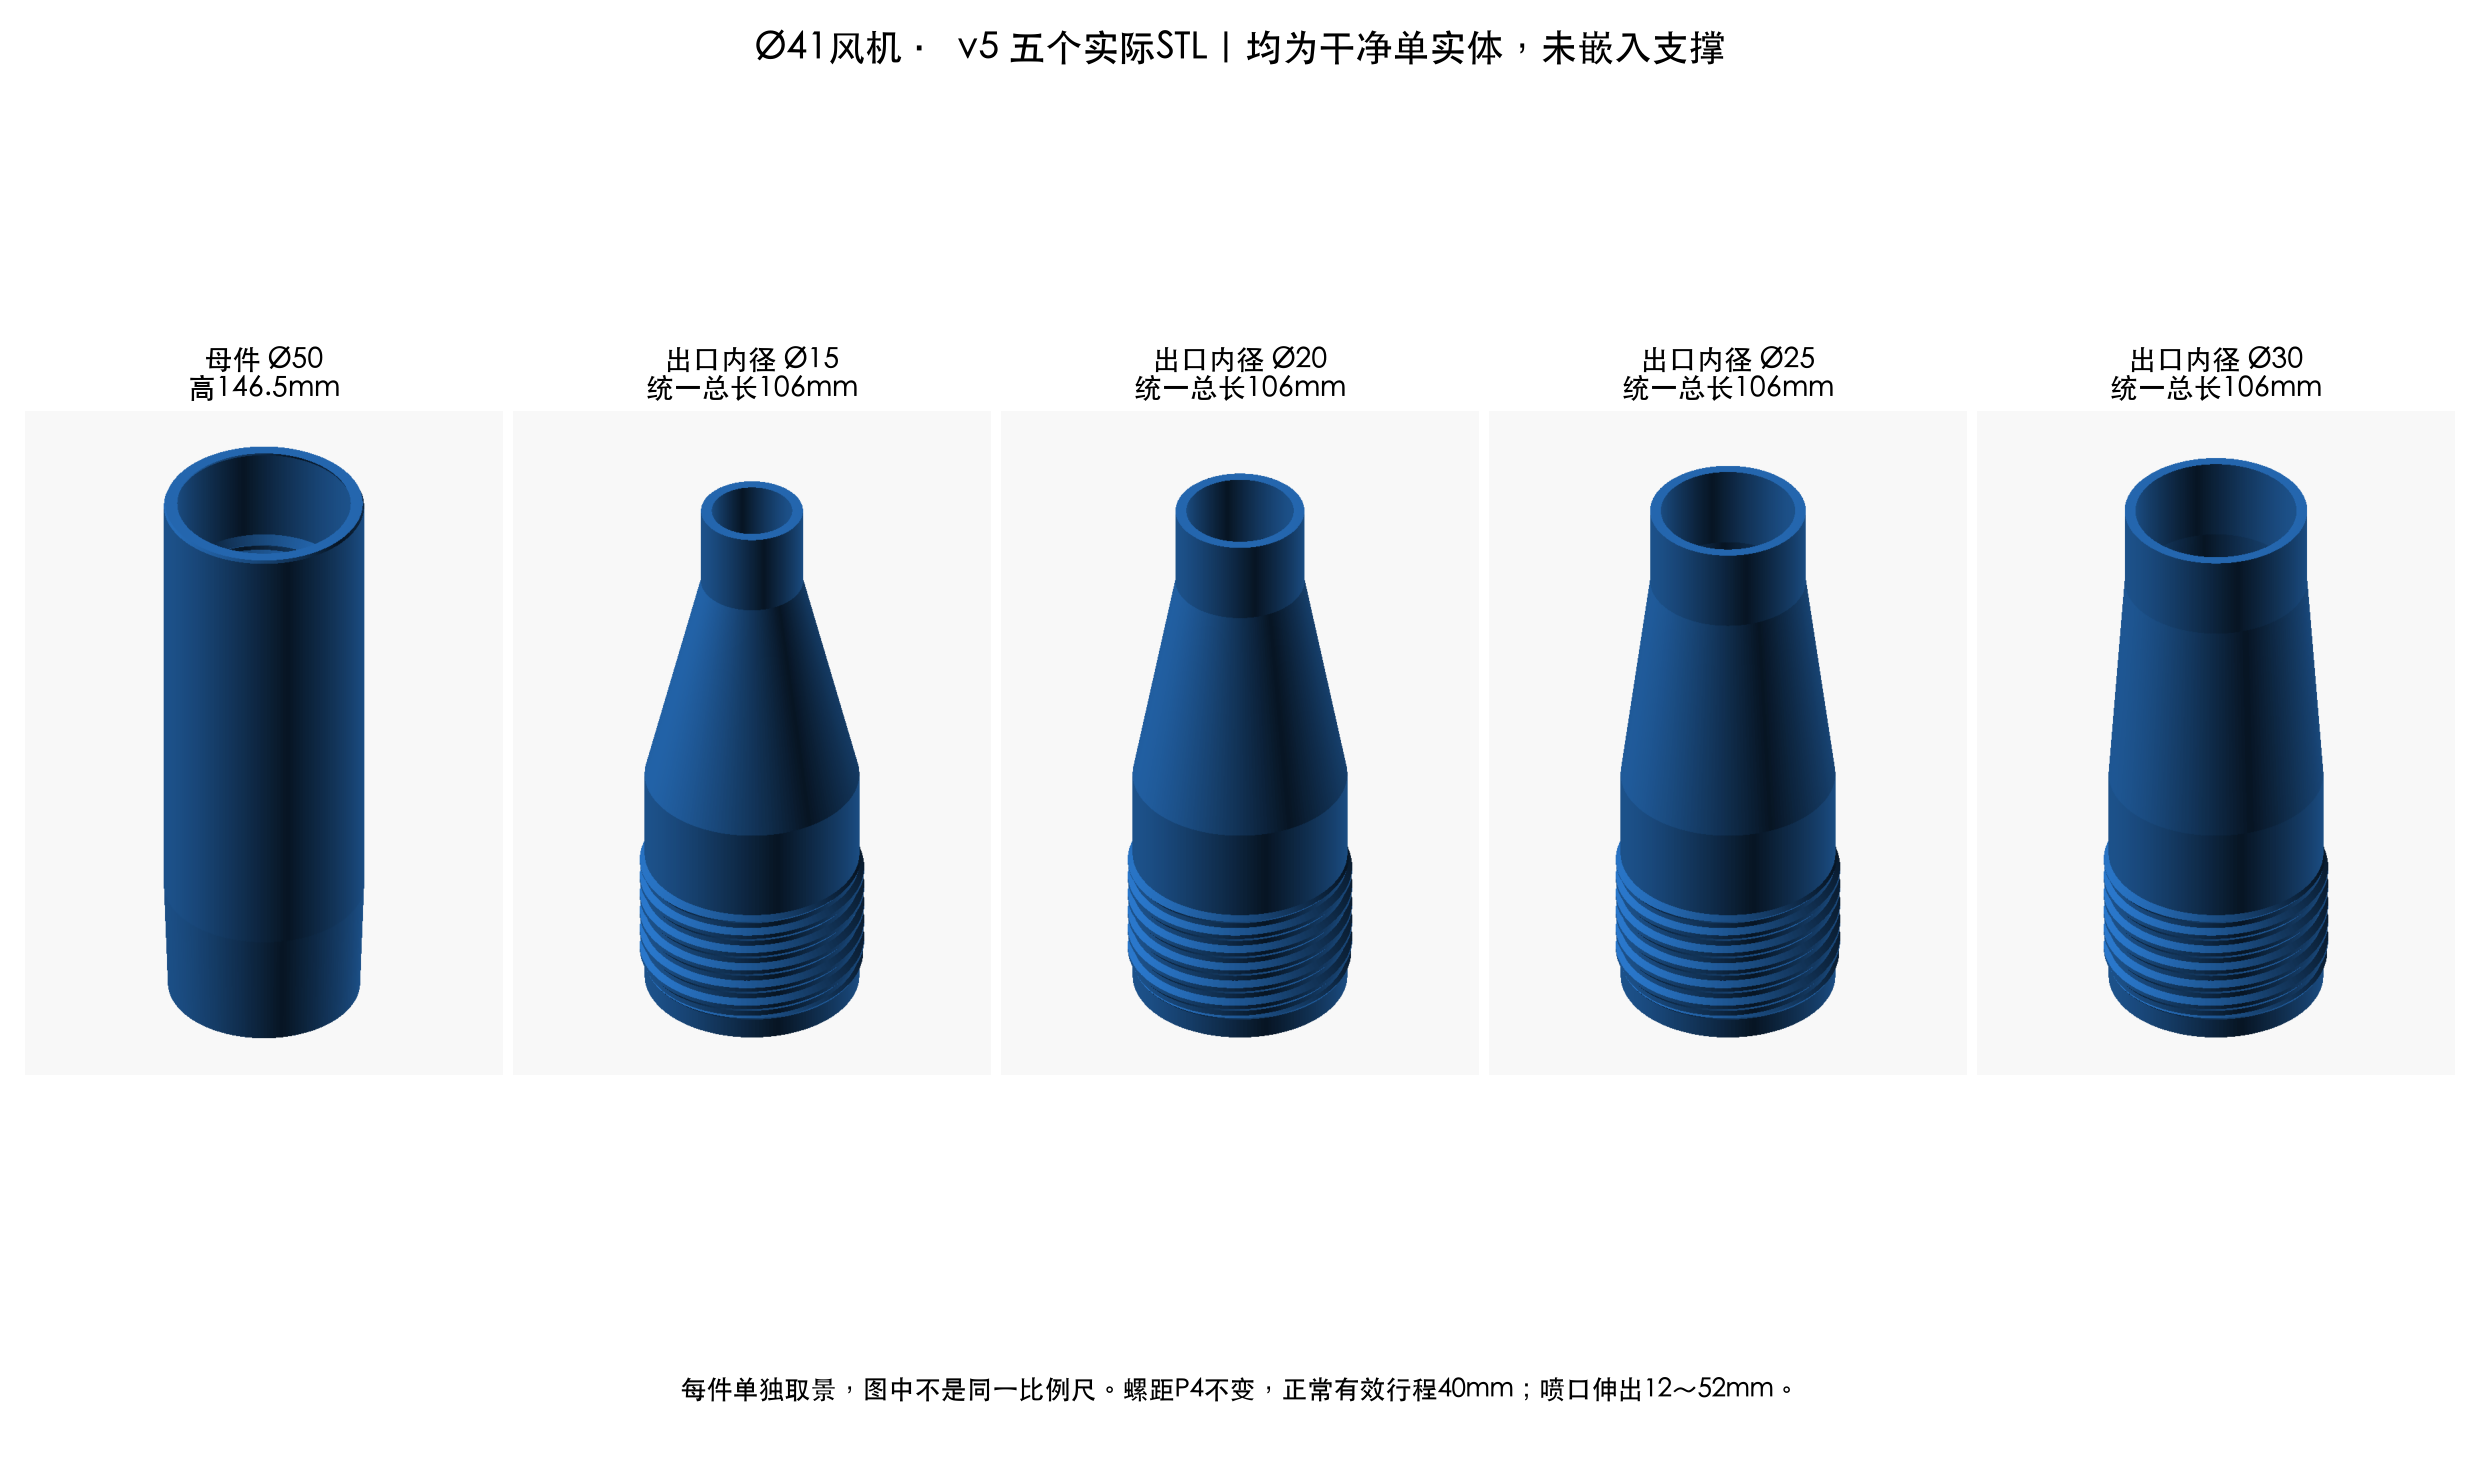 Ø41风机· v5 五个实际STL | 均为干净单实体，未嵌入支撑
母件 Ø50
高146.5mm
出口内径 Ø15
统一总长106mm
出口内径 Ø20
统一总长106mm
出口内径 Ø25
统一总长106mm
出口内径 Ø30
统一总长106mm
每件单独取景，图中不是同一比例尺。螺距P4不变，正常有效行程40mm；喷口伸出12～52mm。